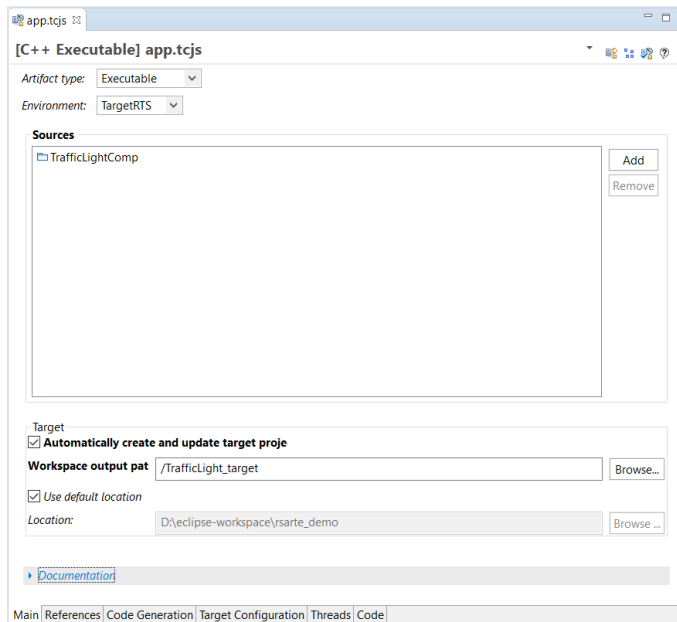 app.tcjs
[C++ Executable] app.tcjs
Artifact type: Executable
Environment: TargetRTS
Sources
TrafficLightComp
Add
Remove
Target
Automatically create and update target proje
Workspace output pat /TrafficLight_target Browse...
Use default location
Location: D:\eclipse-workspace\rsarte_demo Browse ...
Documentation
Main References Code Generation Target Configuration Threads Code